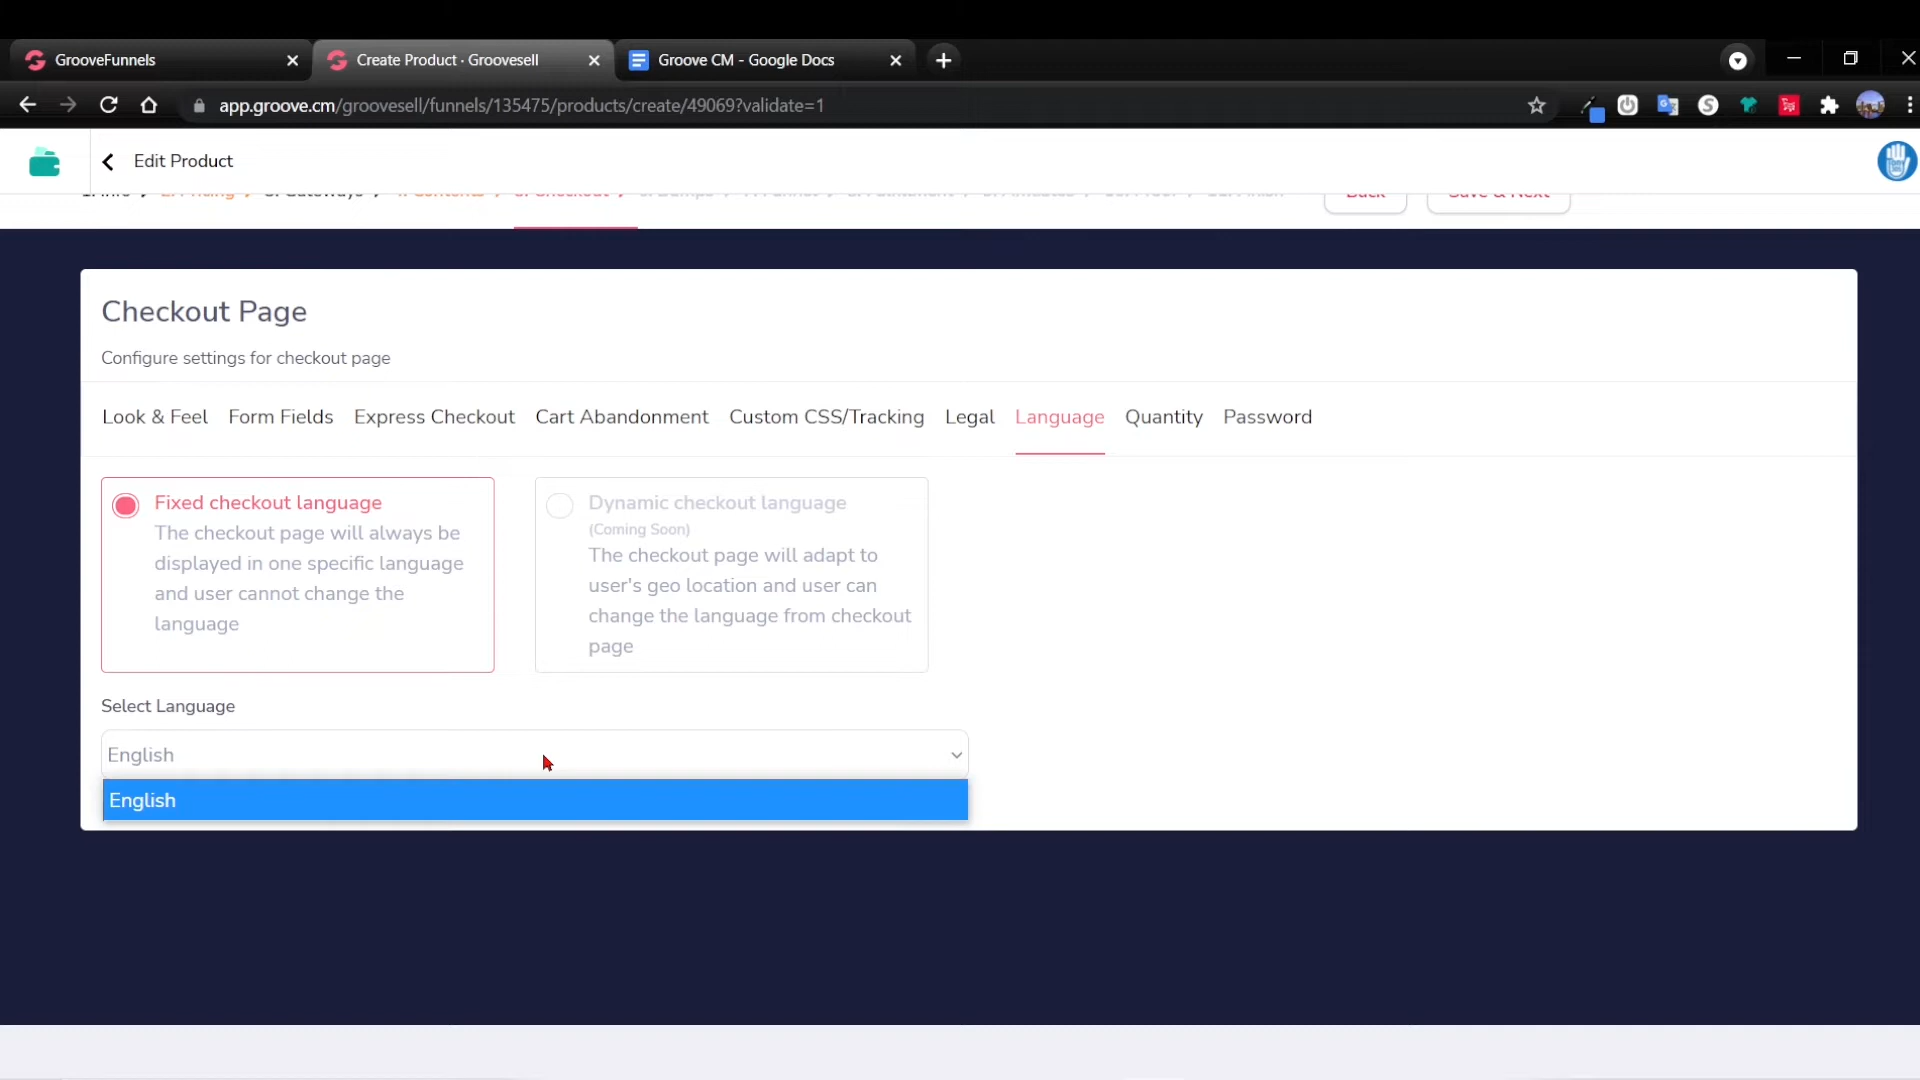 GrooveFunnels
Create Product · Groovesell
Groove CM - Google Docs
app.groove.cm/groovesell/funnels/135475/products/create/49069?validate=1
Edit Product
Checkout Page
Configure settings for checkout page
Look & Feel Form Fields Express Checkout Cart Abandonment Custom CSS/Tracking Legal Language Quantity Password
Fixed checkout language
The checkout page will always be
displayed in one specific language
and user cannot change the
language
Dynamic checkout language
(Coming Soon)
The checkout page will adapt to
user's geo location and user can
change the language from checkout
page
Select Language
English
English